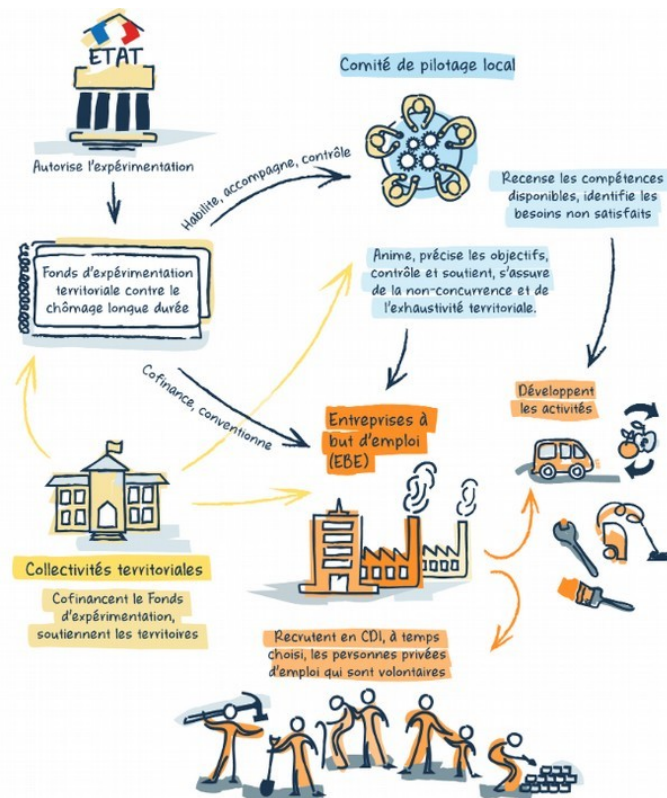 ETAT
Autorise l'expérimentation
Comité de pilotage local
Habilite, accompagne, contrôle
Recense les compétences
disponibles, identifie les
besoins non satisfaits
Fonds d'expérimentation
territoriale contre le
chômage longue durée
Anime, précise les objectifs,
contrôle et soutient, s'assure
de la non-concurrence et de
l'exhaustivité territoriale.
Cofinance, conventionne
Développent
les activités
Entreprises à
but d'emploi
(EBE)
Collectivités territoriales
Cofinancent le Fonds
d'expérimentation,
soutiennent les territoires
Recrutent en CDI, à temps
choisi, les personnes privées
d'emploi qui sont volontaires